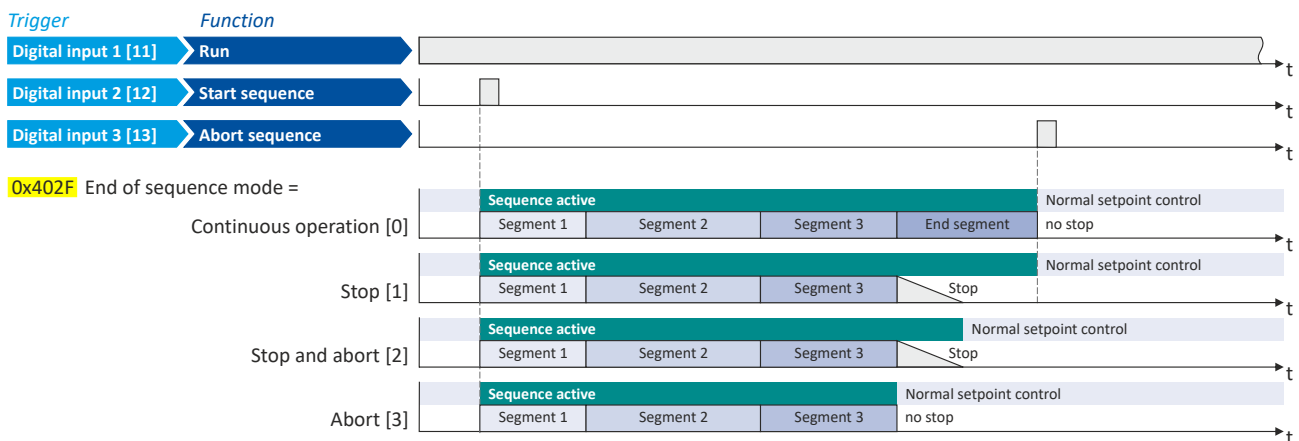 Trigger Function
Digital input 1 [11] Run
t
Digital input 2 [12] Start sequence
t
Digital input 3 [13] Abort sequence
t
0x402F End of sequence mode =
Sequence active Normal setpoint control
Continuous operation [0] Segment 1 Segment 2 Segment 3 End segment no stop
t
Sequence active Normal setpoint control
Stop [1] Segment 1 Segment 2 Segment 3 Stop
t
Sequence active Normal setpoint control
Stop and abort [2] Segment 1 Segment 2 Segment 3 Stop
t
Sequence active Normal setpoint control
Abort [3] Segment 1 Segment 2 Segment 3 no stop
t